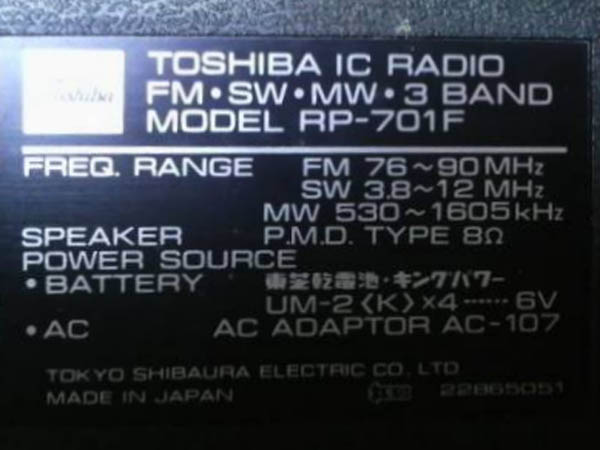 Toshiba
TOSHIBA IC RADIO
FM•SW•MW•3 BAND
MODEL RP-701F
FREQ. RANGE FM 76~90MHz
SW 3.8~12MHz
MW 530~1605kHz
SPEAKER P.M.D. TYPE 8Ω
POWER SOURCE
•BATTERY 東芝乾電池・キングパワー
UM-2〈K〉×4……6V
•AC AC ADAPTOR AC-107
TOKYO SHIBAURA ELECTRIC CO. LTD
MADE IN JAPAN 22865051